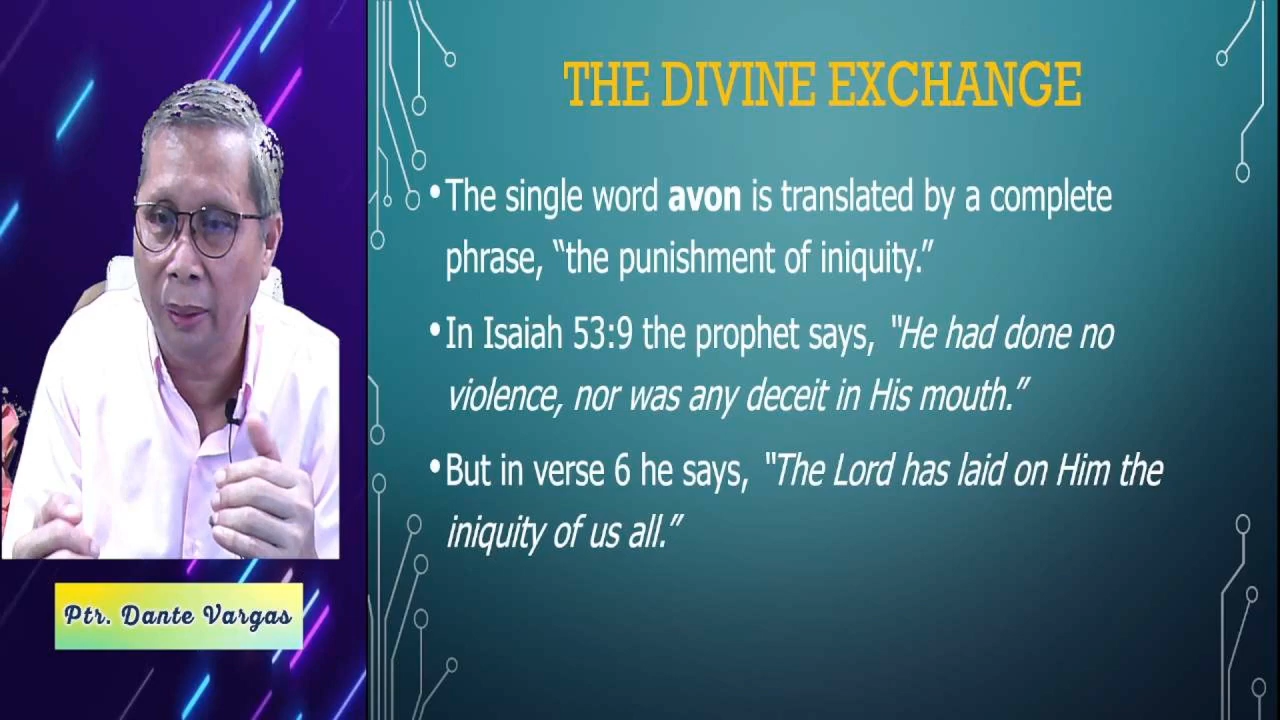 THE DIVINE EXCHANGE
•The single word avon is translated by a complete
phrase, “the punishment of iniquity.”
•In Isaiah 53:9 the prophet says, “He had done no
violence, nor was any deceit in His mouth.”
•But in verse 6 he says, “The Lord has laid on Him the
iniquity of us all.”
Ptr. Dante Vargas